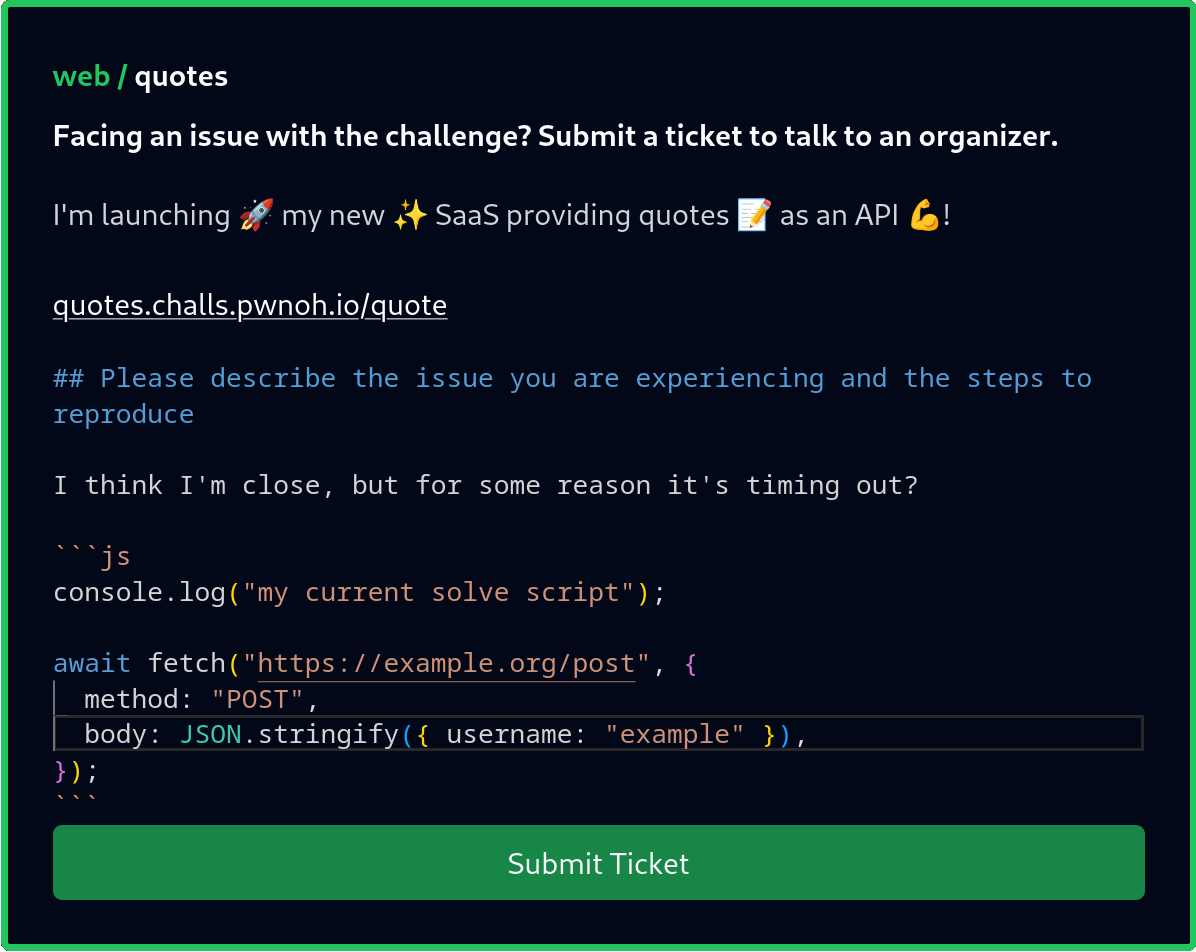 web / quotes
Facing an issue with the challenge? Submit a ticket to talk to an organizer.
I'm launching 🚀 my new ✨ SaaS providing quotes 📝 as an API 💪!
quotes.challs.pwnoh.io/quote
## Please describe the issue you are experiencing and the steps to
reproduce
I think I'm close, but for some reason it's timing out?
```js
console.log("my current solve script");
await fetch("https://example.org/post", {
  method: "POST",
  body: JSON.stringify({ username: "example" }),
});
```
Submit Ticket